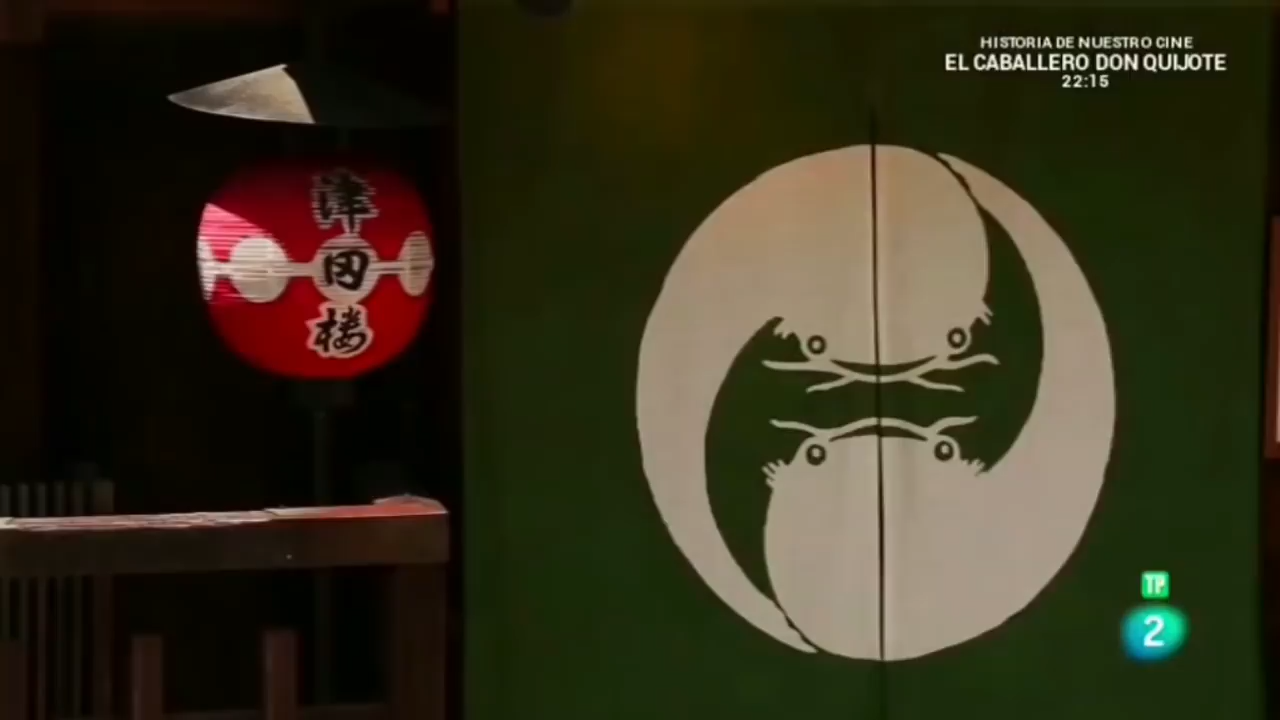 HISTORIA DE NUESTRO CINE
EL CABALLERO DON QUIJOTE
22:15
津
田
楼
TP
2